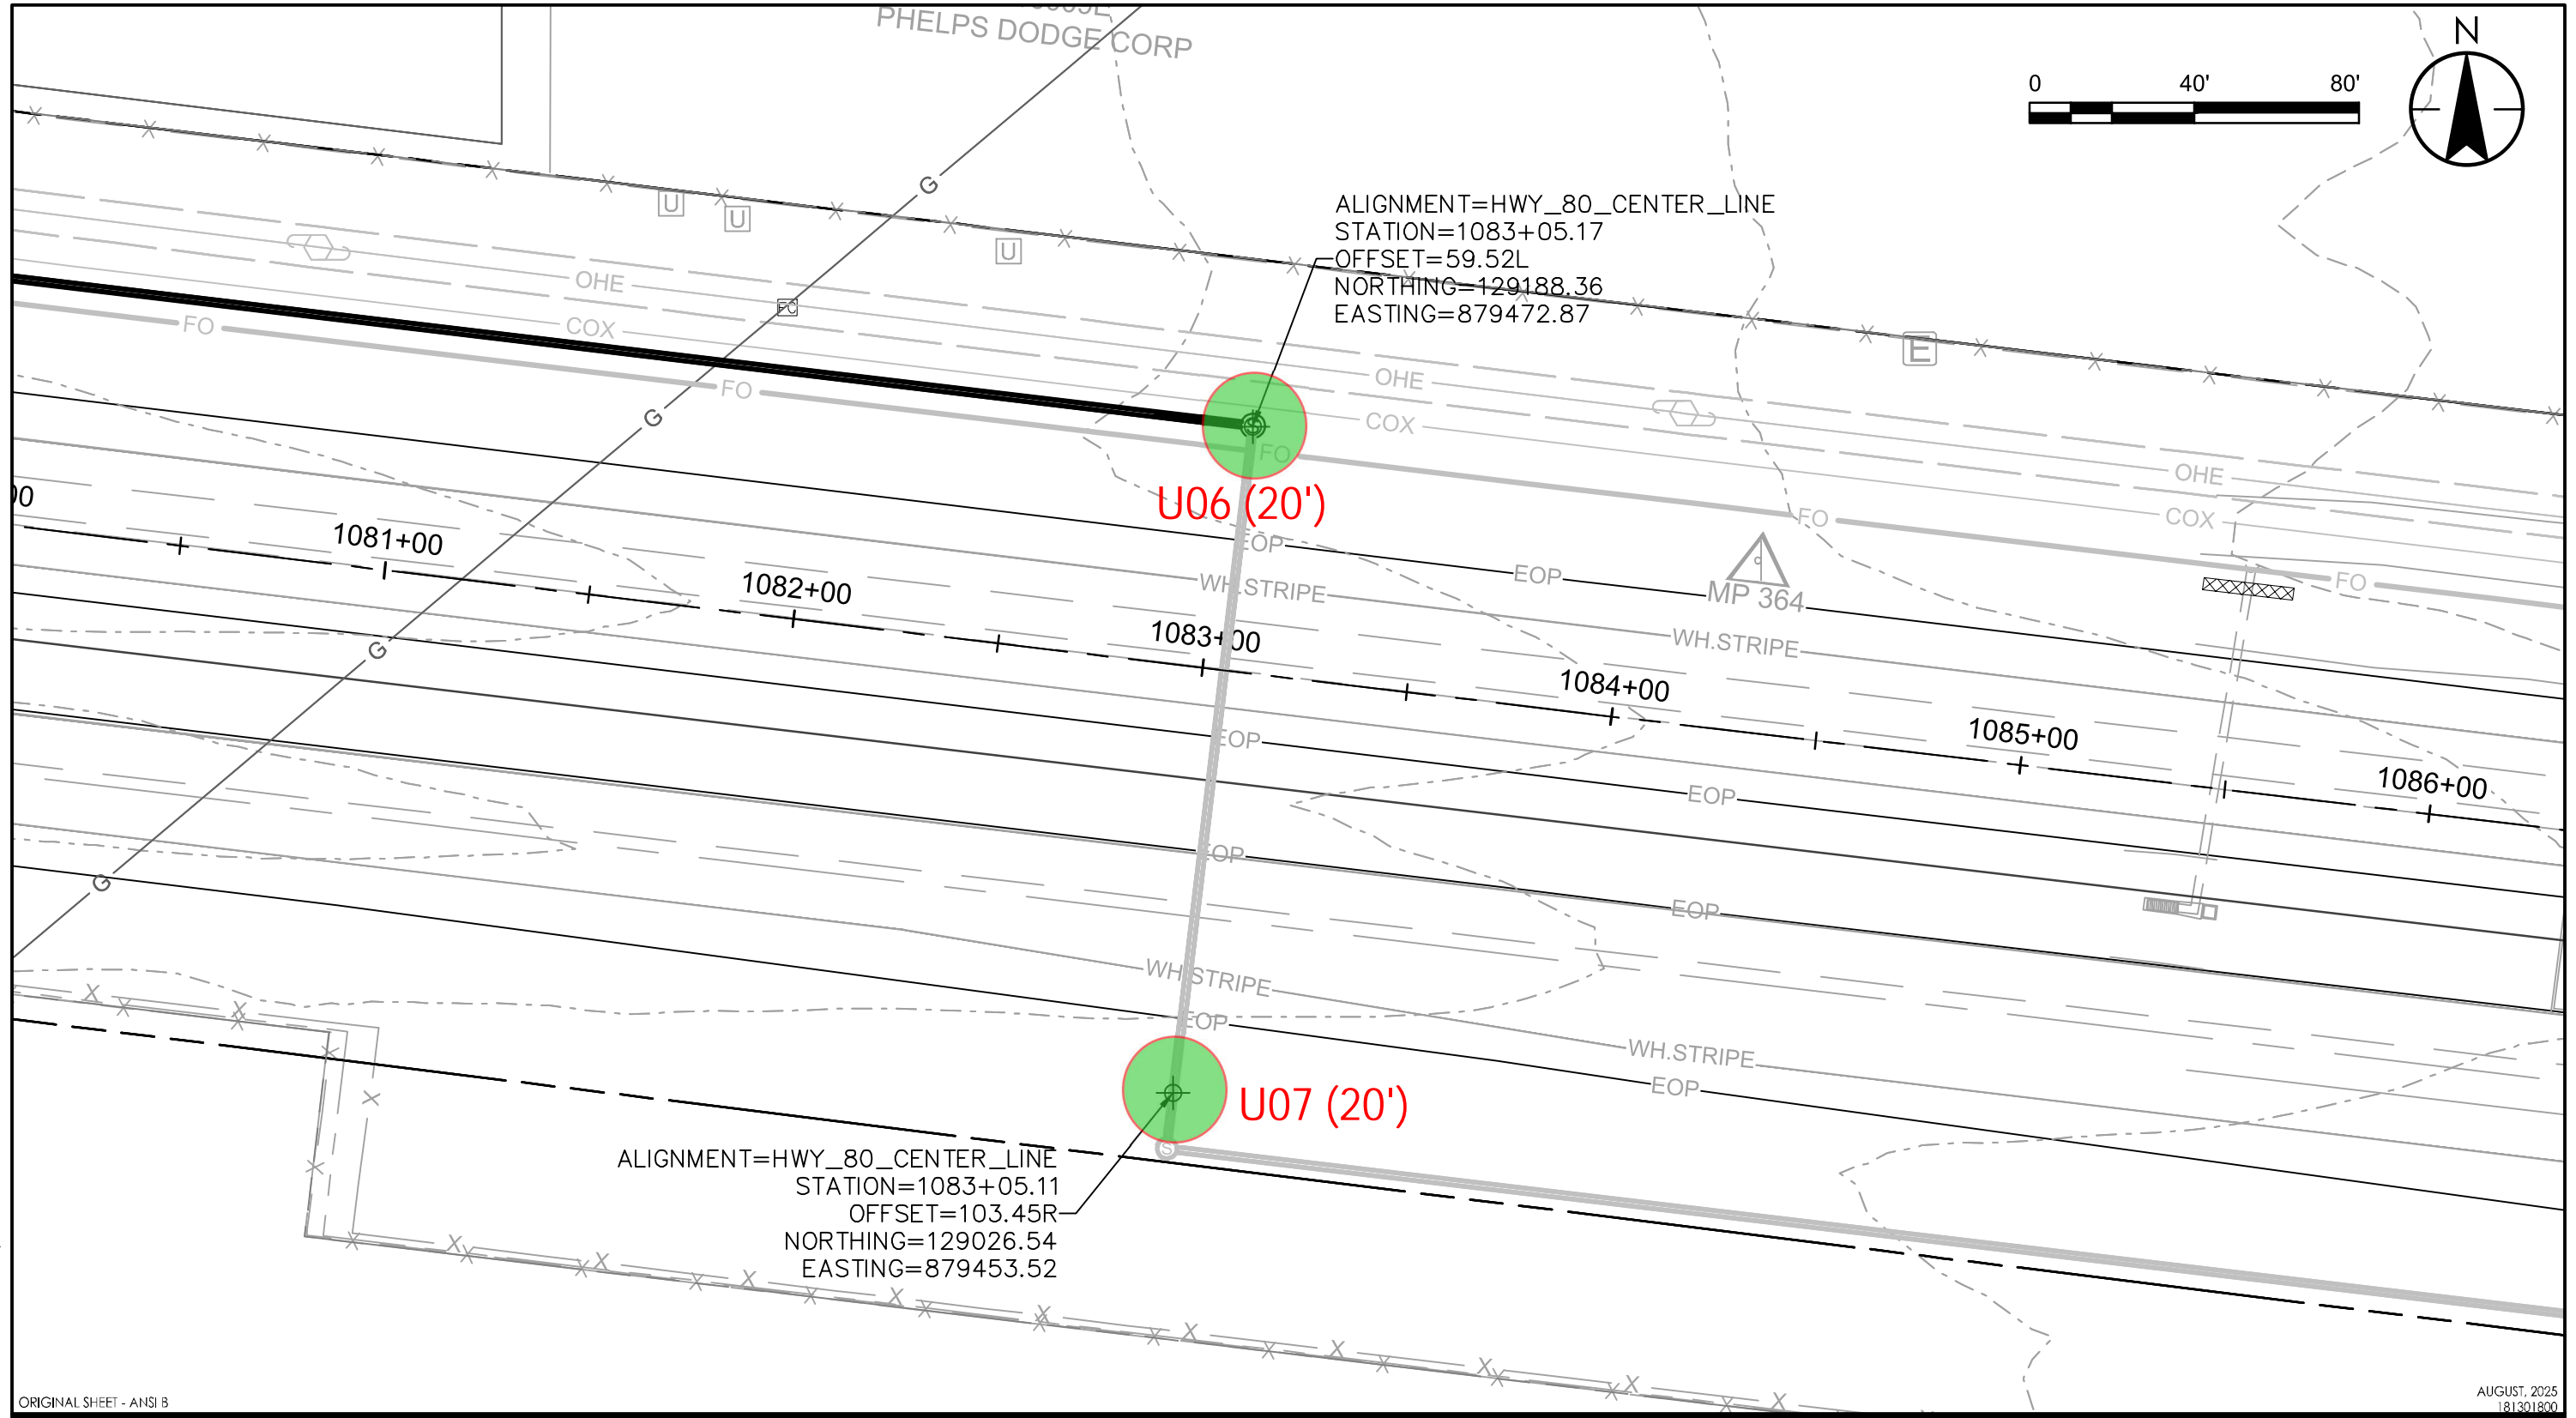 PHELPS DODGE CORP
N
0 40' 80'
G
U U U
ALIGNMENT=HWY_80_CENTER_LINE
STATION=1083+05.17
OFFSET=59.52L
NORTHING=129188.36
EASTING=879472.87
OHE
FC
COX
FO
E
OHE
FO
COX
G
FO
OHE
COX
FO
FO
U06 (20')
S
00
1081+00
1082+00
1083+00
1084+00
1085+00
1086+00
EOP
EOP
WH.STRIPE
MP 364
WH.STRIPE
G
EOP
EOP
EOP
EOP
G
WH.STRIPE
EOP
WH.STRIPE
EOP
U07 (20')
S
ALIGNMENT=HWY_80_CENTER_LINE
STATION=1083+05.11
OFFSET=103.45R
NORTHING=129026.54
EASTING=879453.52
ORIGINAL SHEET - ANSI B
AUGUST, 2025
181301800